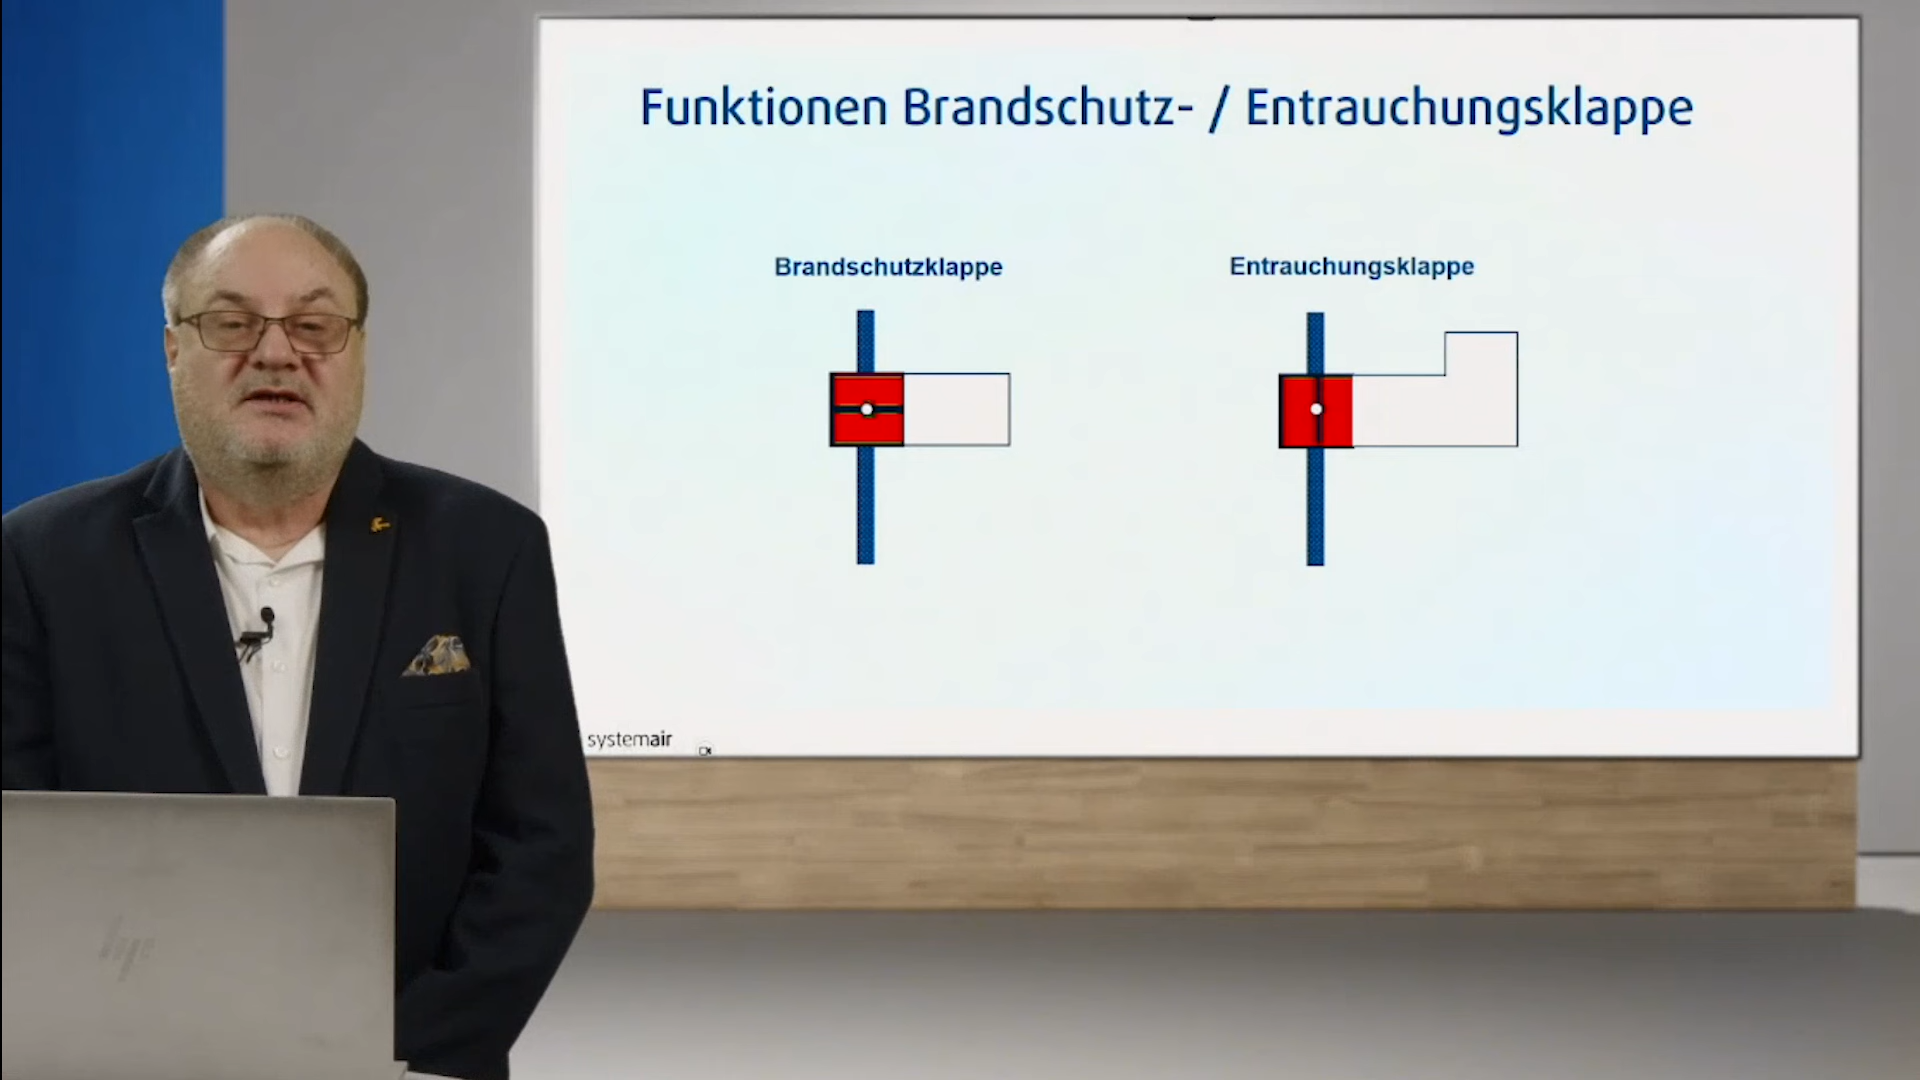 Funktionen Brandschutz- / Entrauchungsklappe
Brandschutzklappe
Entrauchungsklappe
systemair